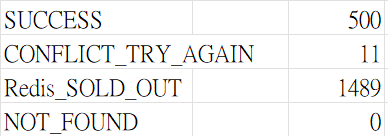 SUCCESS 500
CONFLICT_TRY_AGAIN 11
Redis_SOLD_OUT 1489
NOT_FOUND 0